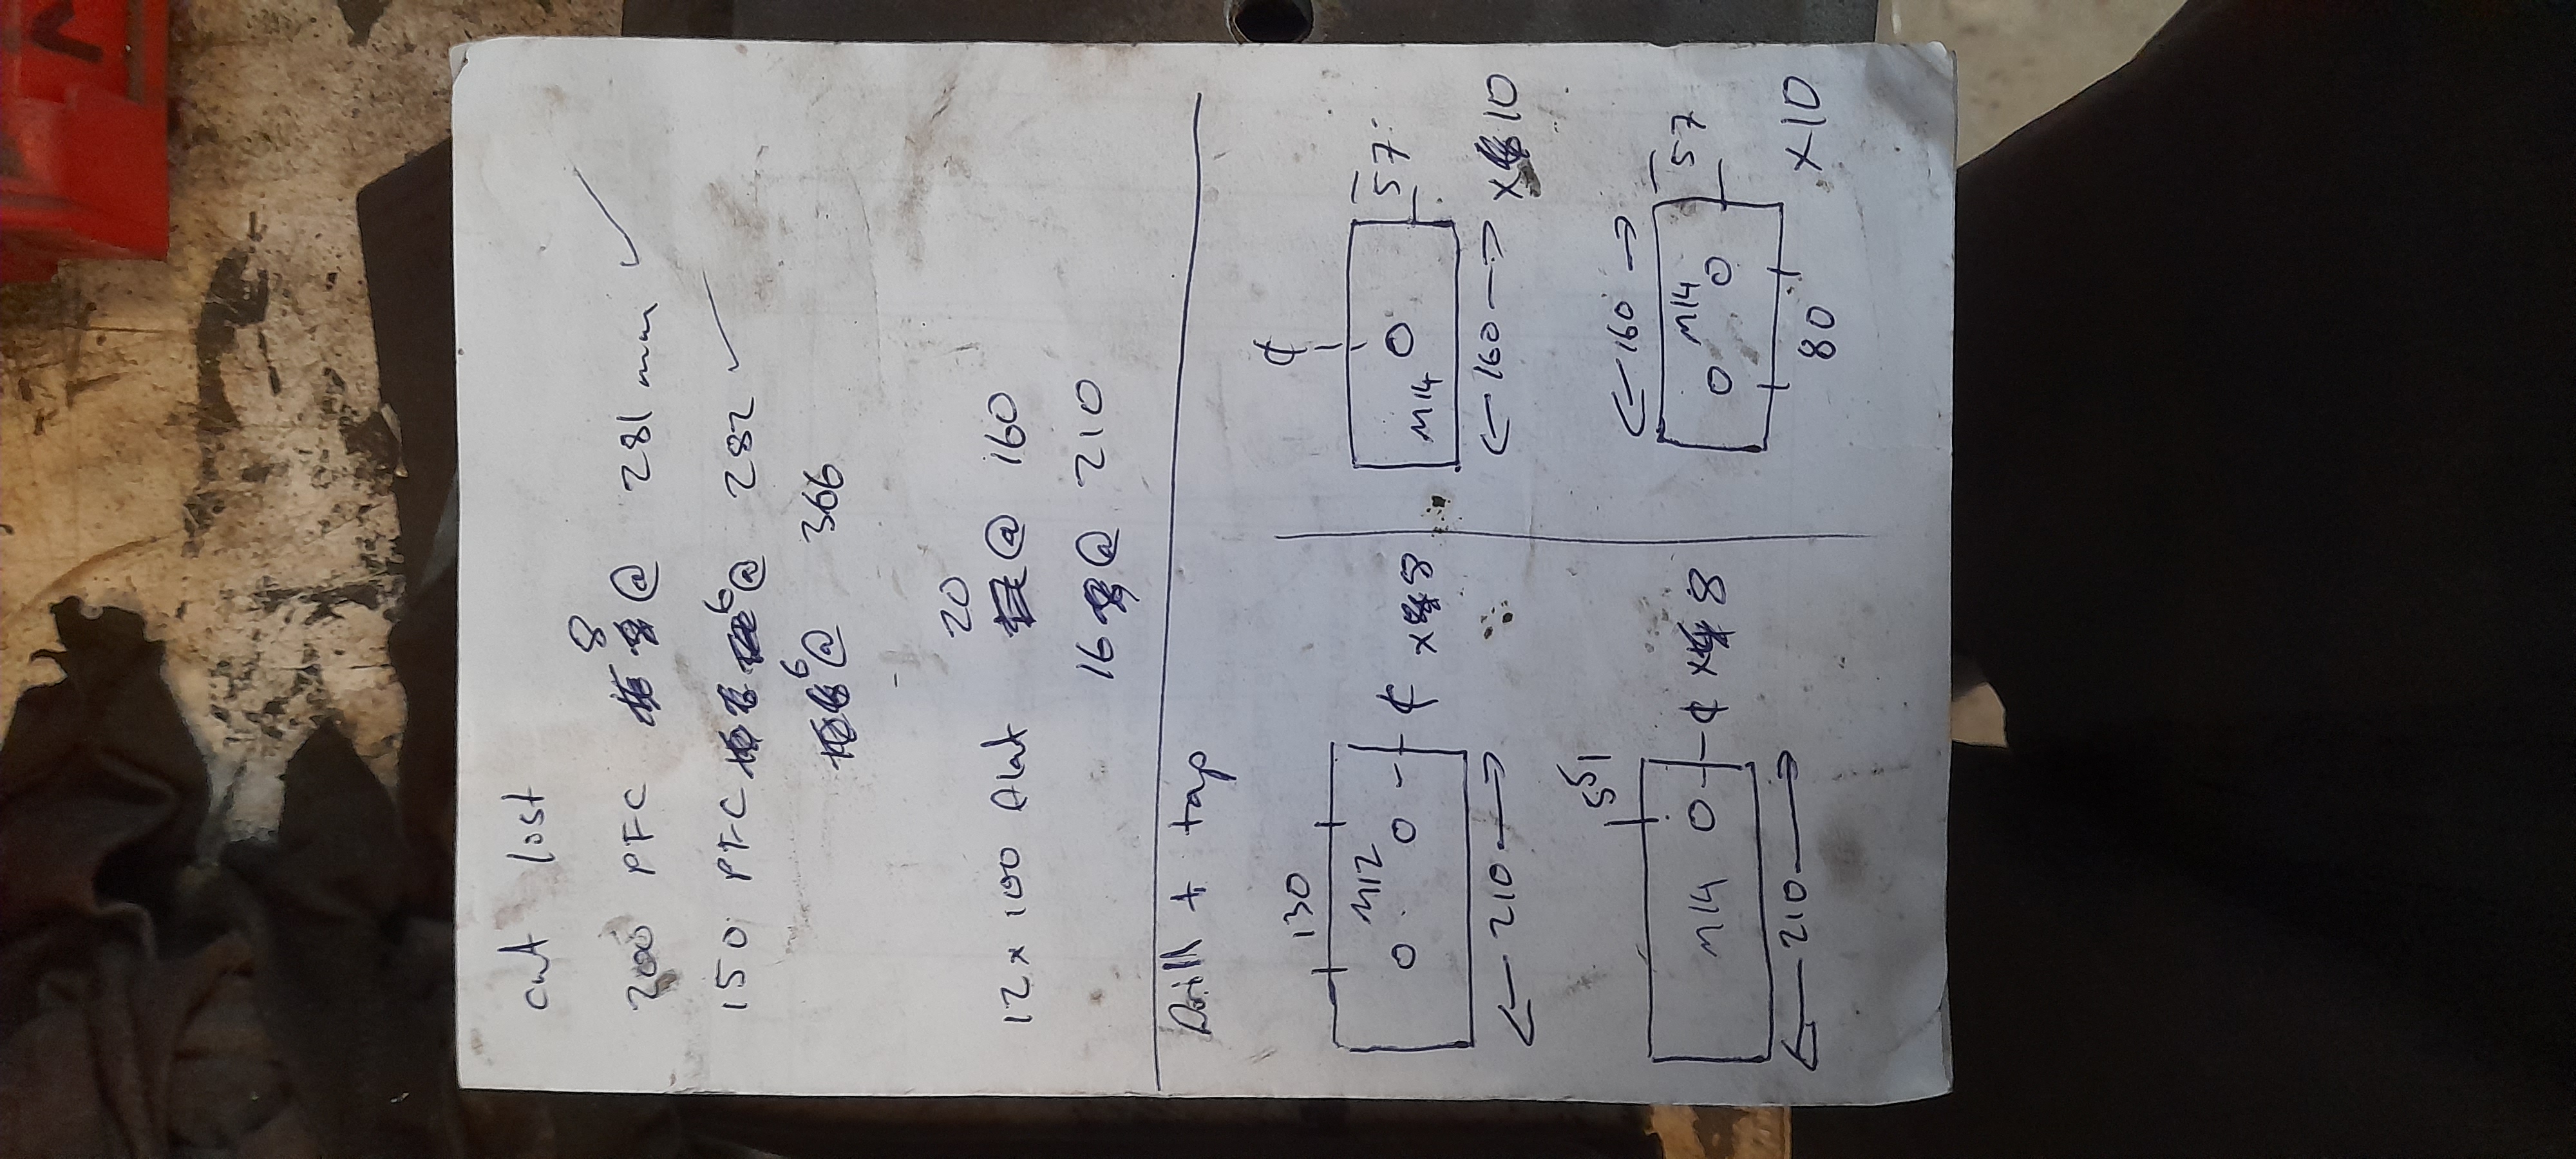 cut lost
8
200 PFC @ 281 mm ✓
150 PFC 6 @ 282 ✓
6 @ 366
20
12 x 100 flat @ 160
16 @ 210
Drill + tap
130
M12
℄ x 8
210
℄
57
M14
160
x 10
55
M14
℄ x 8
210
160
M14
57
80
x10